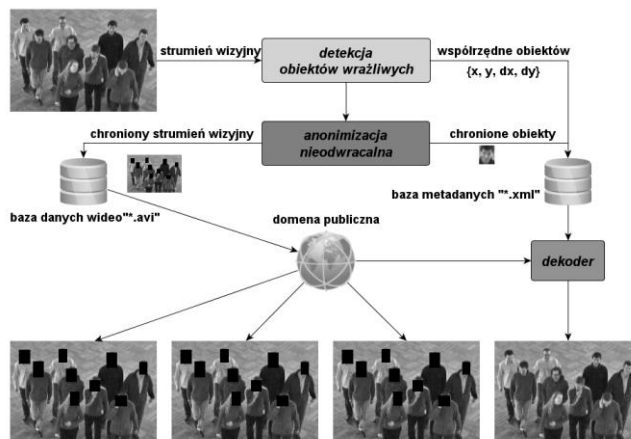 strumień wizyjny
detekcja
obiektów wrażliwych
współrzędne obiektów
{x, y, dx, dy}
chroniony strumień wizyjny
anonimizacja
nieodwracalna
chronione obiekty
baza danych wideo"*.avi"
baza metadanych "*.xml"
domena publiczna
dekoder